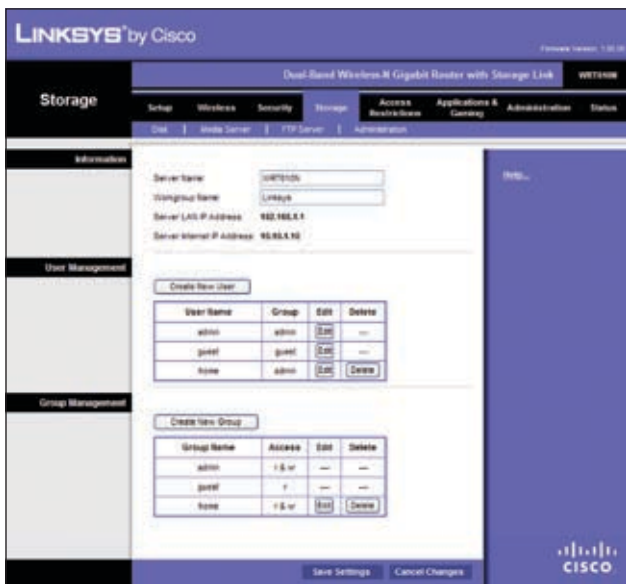 LINKSYS® by Cisco
Firmware Version:
Dual-Band Wireless-N Gigabit Router with Storage Link
WRT610N
Storage
Setup Wireless Security Storage Access Restrictions Applications & Gaming Administration Status
Disk | Media Server | FTP Server | Administration
Information
Help...
Server Name: WRT610N
Workgroup Name: Linksys
Server LAN IP Address: 192.168.1.1
Server Internet IP Address:
User Management
Create New User
User Name Group Edit Delete
admin admin Edit ---
guest guest Edit ---
home admin Edit Delete
Group Management
Create New Group
Group Name Access Edit Delete
admin r & w --- ---
guest r --- ---
home r & w Edit Delete
Save Settings Cancel Changes
CISCO